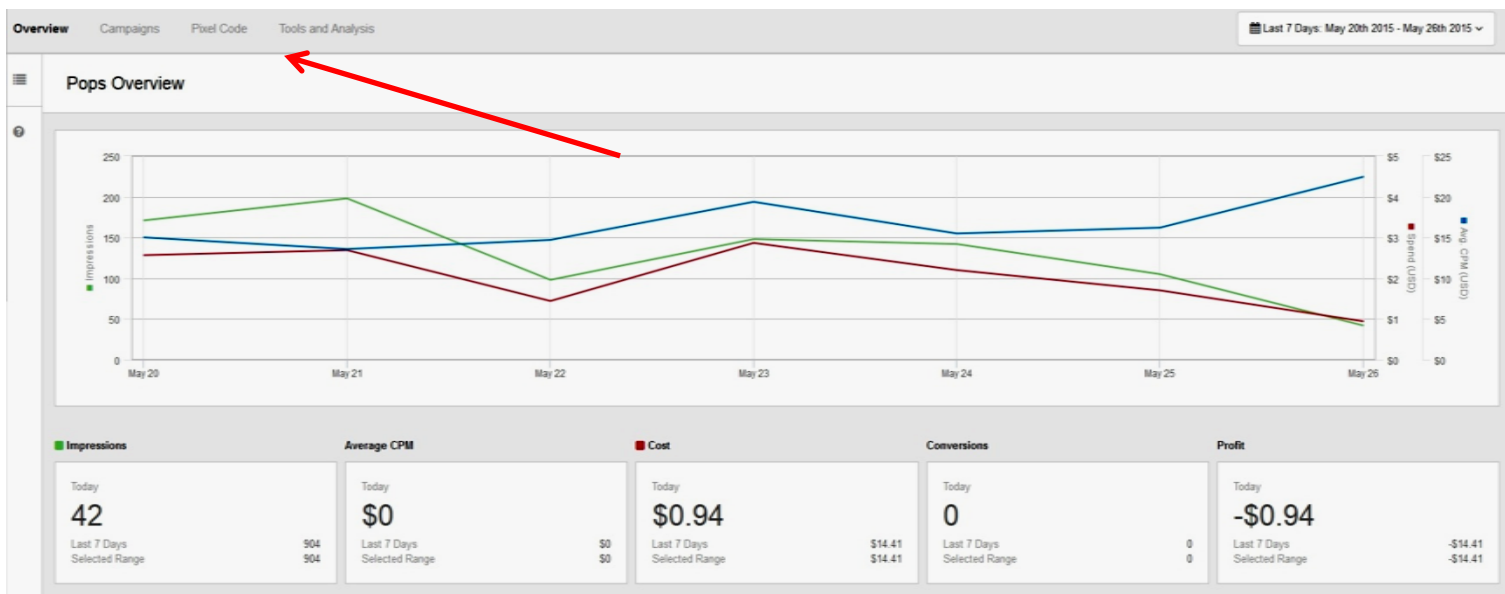 Overview Campaigns Pixel Code Tools and Analysis Last 7 Days: May 20th 2015 - May 26th 2015
Pops Overview
250 $5 $25
200 $4 $20
150 $3 $15
100 $2 $10
50 $1 $5
0 $0 $0
Impressions
Spend (USD)
Avg. CPM (USD)
May 20 May 21 May 22 May 23 May 24 May 25 May 26
Impressions Average CPM Cost Conversions Profit
Today Today Today Today Today
42 $0 $0.94 0 -$0.94
Last 7 Days 904 Last 7 Days $0 Last 7 Days $14.41 Last 7 Days 0 Last 7 Days -$14.41
Selected Range 904 Selected Range $0 Selected Range $14.41 Selected Range 0 Selected Range -$14.41